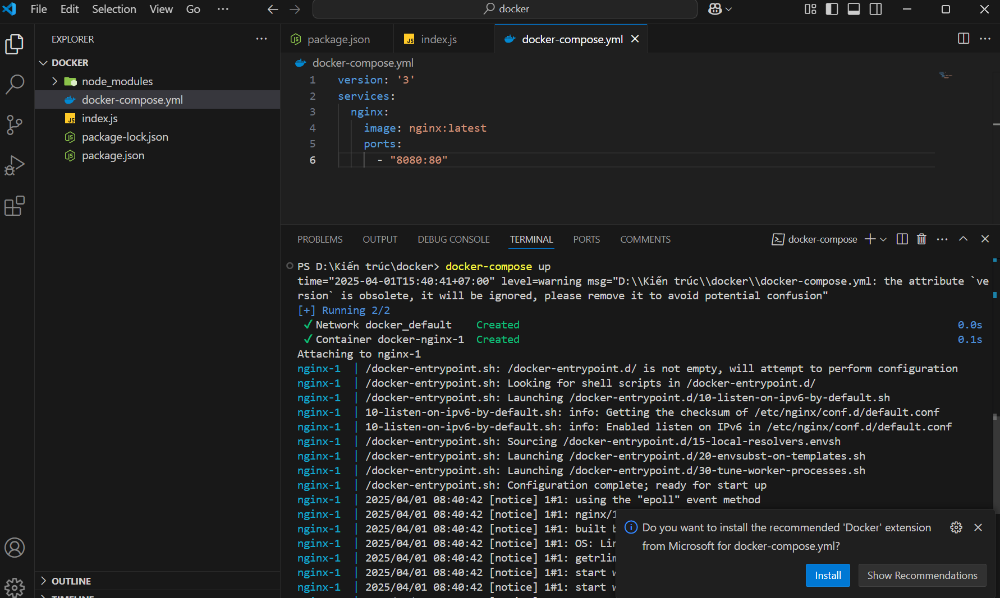 File Edit Selection View Go ···
docker
EXPLORER ···
DOCKER
node_modules
docker-compose.yml
index.js
package-lock.json
package.json
OUTLINE
TIMELINE
package.json index.js docker-compose.yml
docker-compose.yml
1 version: '3'
2 services:
3 nginx:
4 image: nginx:latest
5 ports:
6 - "8080:80"
PROBLEMS OUTPUT DEBUG CONSOLE TERMINAL PORTS COMMENTS docker-compose
PS D:\Kiến trúc\docker> docker-compose up
time="2025-04-01T15:40:41+07:00" level=warning msg="D:\\Kiến trúc\\docker\\docker-compose.yml: the attribute `ve
rsion` is obsolete, it will be ignored, please remove it to avoid potential confusion"
[+] Running 2/2
✓ Network docker_default Created 0.0s
✓ Container docker-nginx-1 Created 0.1s
Attaching to nginx-1
nginx-1 | /docker-entrypoint.sh: /docker-entrypoint.d/ is not empty, will attempt to perform configuration
nginx-1 | /docker-entrypoint.sh: Looking for shell scripts in /docker-entrypoint.d/
nginx-1 | /docker-entrypoint.sh: Launching /docker-entrypoint.d/10-listen-on-ipv6-by-default.sh
nginx-1 | 10-listen-on-ipv6-by-default.sh: info: Getting the checksum of /etc/nginx/conf.d/default.conf
nginx-1 | 10-listen-on-ipv6-by-default.sh: info: Enabled listen on IPv6 in /etc/nginx/conf.d/default.conf
nginx-1 | /docker-entrypoint.sh: Sourcing /docker-entrypoint.d/15-local-resolvers.envsh
nginx-1 | /docker-entrypoint.sh: Launching /docker-entrypoint.d/20-envsubst-on-templates.sh
nginx-1 | /docker-entrypoint.sh: Launching /docker-entrypoint.d/30-tune-worker-processes.sh
nginx-1 | /docker-entrypoint.sh: Configuration complete; ready for start up
nginx-1 | 2025/04/01 08:40:42 [notice] 1#1: using the "epoll" event method
nginx-1 | 2025/04/01 08:40:42 [notice] 1#1: nginx/1
nginx-1 | 2025/04/01 08:40:42 [notice] 1#1: built
nginx-1 | 2025/04/01 08:40:42 [notice] 1#1: OS:
nginx-1 | 2025/04/01 08:40:42 [notice] 1#1: getrlim
nginx-1 | 2025/04/01 08:40:42 [notice] 1#1: start
nginx-1 | 2025/04/01 08:40:42 [notice] 1#1: start
Do you want to install the recommended 'Docker' extension
from Microsoft for docker-compose.yml?
Install Show Recommendations